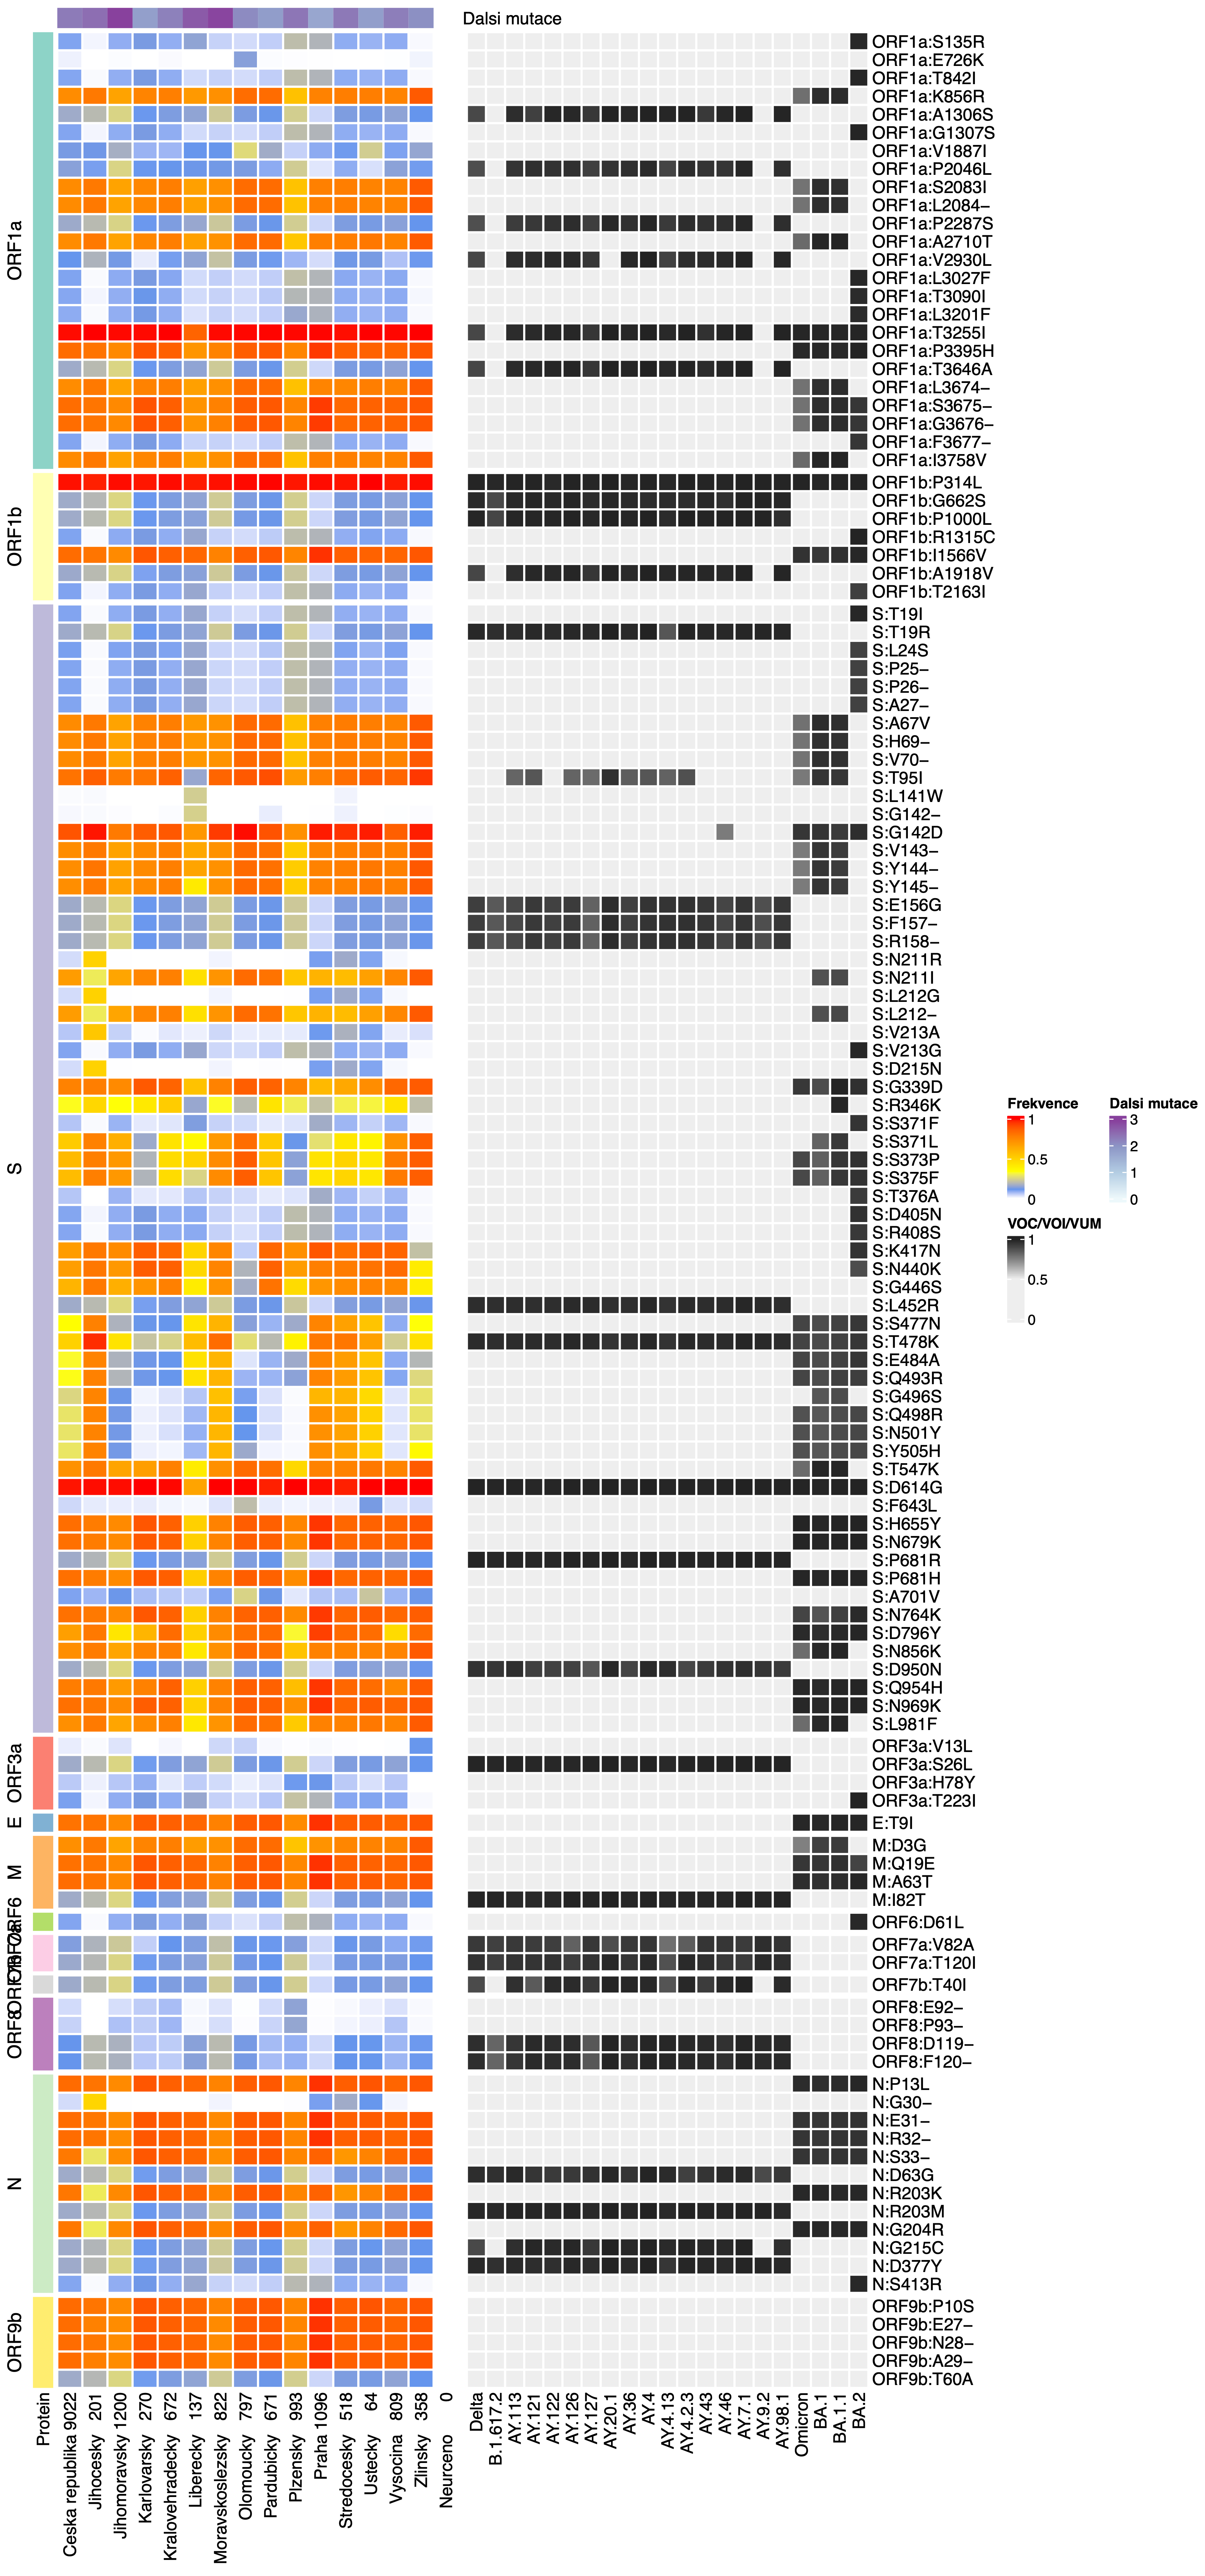 Dalsi mutace
ORF1a:S135R
ORF1a:E726K
ORF1a:T842I
ORF1a:K856R
ORF1a:A1306S
ORF1a:G1307S
ORF1a:V1887I
ORF1a:P2046L
ORF1a:S2083I
ORF1a:L2084–
ORF1a:P2287S
ORF1a:A2710T
ORF1a:V2930L
ORF1a:L3027F
ORF1a:T3090I
ORF1a:L3201F
ORF1a:T3255I
ORF1a:P3395H
ORF1a:T3646A
ORF1a:L3674–
ORF1a:S3675–
ORF1a:G3676–
ORF1a:F3677–
ORF1a:I3758V
ORF1b:P314L
ORF1b:G662S
ORF1b:P1000L
ORF1b:R1315C
ORF1b:I1566V
ORF1b:A1918V
ORF1b:T2163I
S:T19I
S:T19R
S:L24S
S:P25–
S:P26–
S:A27–
S:A67V
S:H69–
S:V70–
S:T95I
S:L141W
S:G142–
S:G142D
S:V143–
S:Y144–
S:Y145–
S:E156G
S:F157–
S:R158–
S:N211R
S:N211I
S:L212G
S:L212–
S:V213A
S:V213G
S:D215N
S:G339D
S:R346K
S:S371F
S:S371L
S:S373P
S:S375F
S:T376A
S:D405N
S:R408S
S:K417N
S:N440K
S:G446S
S:L452R
S:S477N
S:T478K
S:E484A
S:Q493R
S:G496S
S:Q498R
S:N501Y
S:Y505H
S:T547K
S:D614G
S:F643L
S:H655Y
S:N679K
S:P681R
S:P681H
S:A701V
S:N764K
S:D796Y
S:N856K
S:D950N
S:Q954H
S:N969K
S:L981F
ORF3a:V13L
ORF3a:S26L
ORF3a:H78Y
ORF3a:T223I
E:T9I
M:D3G
M:Q19E
M:A63T
M:I82T
ORF6:D61L
ORF7a:V82A
ORF7a:T120I
ORF7b:T40I
ORF8:E92–
ORF8:P93–
ORF8:D119–
ORF8:F120–
N:P13L
N:G30–
N:E31–
N:R32–
N:S33–
N:D63G
N:R203K
N:R203M
N:G204R
N:G215C
N:D377Y
N:S413R
ORF9b:P10S
ORF9b:E27–
ORF9b:N28–
ORF9b:A29–
ORF9b:T60A
ORF1a
ORF1b
S
ORF3a
E
M
ORF8
N
ORF9b
Protein
Ceska republika 9022
Jihocesky 201
Jihomoravsky 1200
Karlovarsky 270
Kralovehradecky 672
Liberecky 137
Moravskoslezsky 822
Olomoucky 797
Pardubicky 671
Plzensky 993
Praha 1096
Stredocesky 518
Ustecky 64
Vysocina 809
Zlinsky 358
Neurceno 0
Delta
B.1.617.2
AY.113
AY.121
AY.122
AY.126
AY.127
AY.20.1
AY.36
AY.4
AY.4.13
AY.4.2.3
AY.43
AY.46
AY.7.1
AY.9.2
AY.98.1
Omicron
BA.1
BA.1.1
BA.2
Frekvence
1
0.5
0
Dalsi mutace
3
2
1
0
VOC/VOI/VUM
1
0.5
0